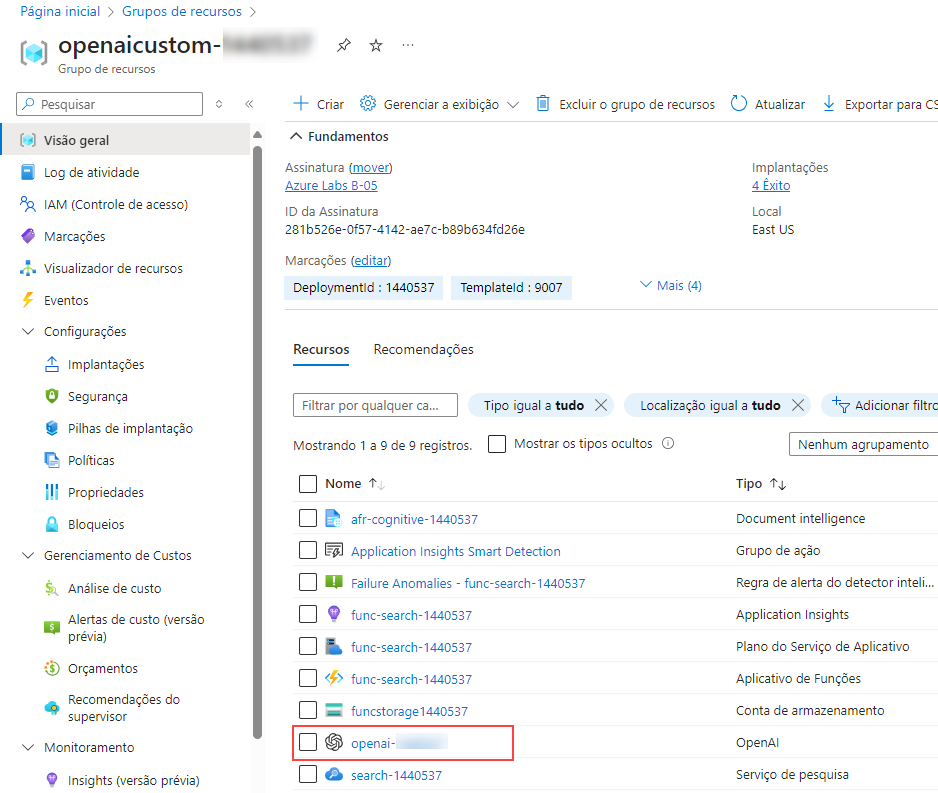 Página inicial > Grupos de recursos >
openaicustom-
Grupo de recursos
Pesquisar
Criar
Gerenciar a exibição
Excluir o grupo de recursos
Atualizar
Exportar para CS
Visão geral
Log de atividade
IAM (Controle de acesso)
Marcações
Visualizador de recursos
Eventos
Configurações
Implantações
Segurança
Pilhas de implantação
Políticas
Propriedades
Bloqueios
Gerenciamento de Custos
Análise de custo
Alertas de custo (versão
prévia)
Orçamentos
Recomendações do
supervisor
Monitoramento
Insights (versão prévia)
Fundamentos
Assinatura (mover)
Azure Labs B-05
ID da Assinatura
281b526e-0f57-4142-ae7c-b89b634fd26e
Implantações
4 Êxito
Local
East US
Marcações (editar)
DeploymentId : 1440537
TemplateId : 9007
Mais (4)
Recursos
Recomendações
Filtrar por qualquer ca...
Tipo igual a tudo
Localização igual a tudo
Adicionar filtro
Mostrando 1 a 9 de 9 registros.
Mostrar os tipos ocultos
Nenhum agrupamento
Nome ↑↓ Tipo ↑↓
afr-cognitive-1440537 Document intelligence
Application Insights Smart Detection Grupo de ação
Failure Anomalies - func-search-1440537 Regra de alerta do detector inteli...
func-search-1440537 Application Insights
func-search-1440537 Plano do Serviço de Aplicativo
func-search-1440537 Aplicativo de Funções
funcstorage1440537 Conta de armazenamento
openai- OpenAI
search-1440537 Serviço de pesquisa